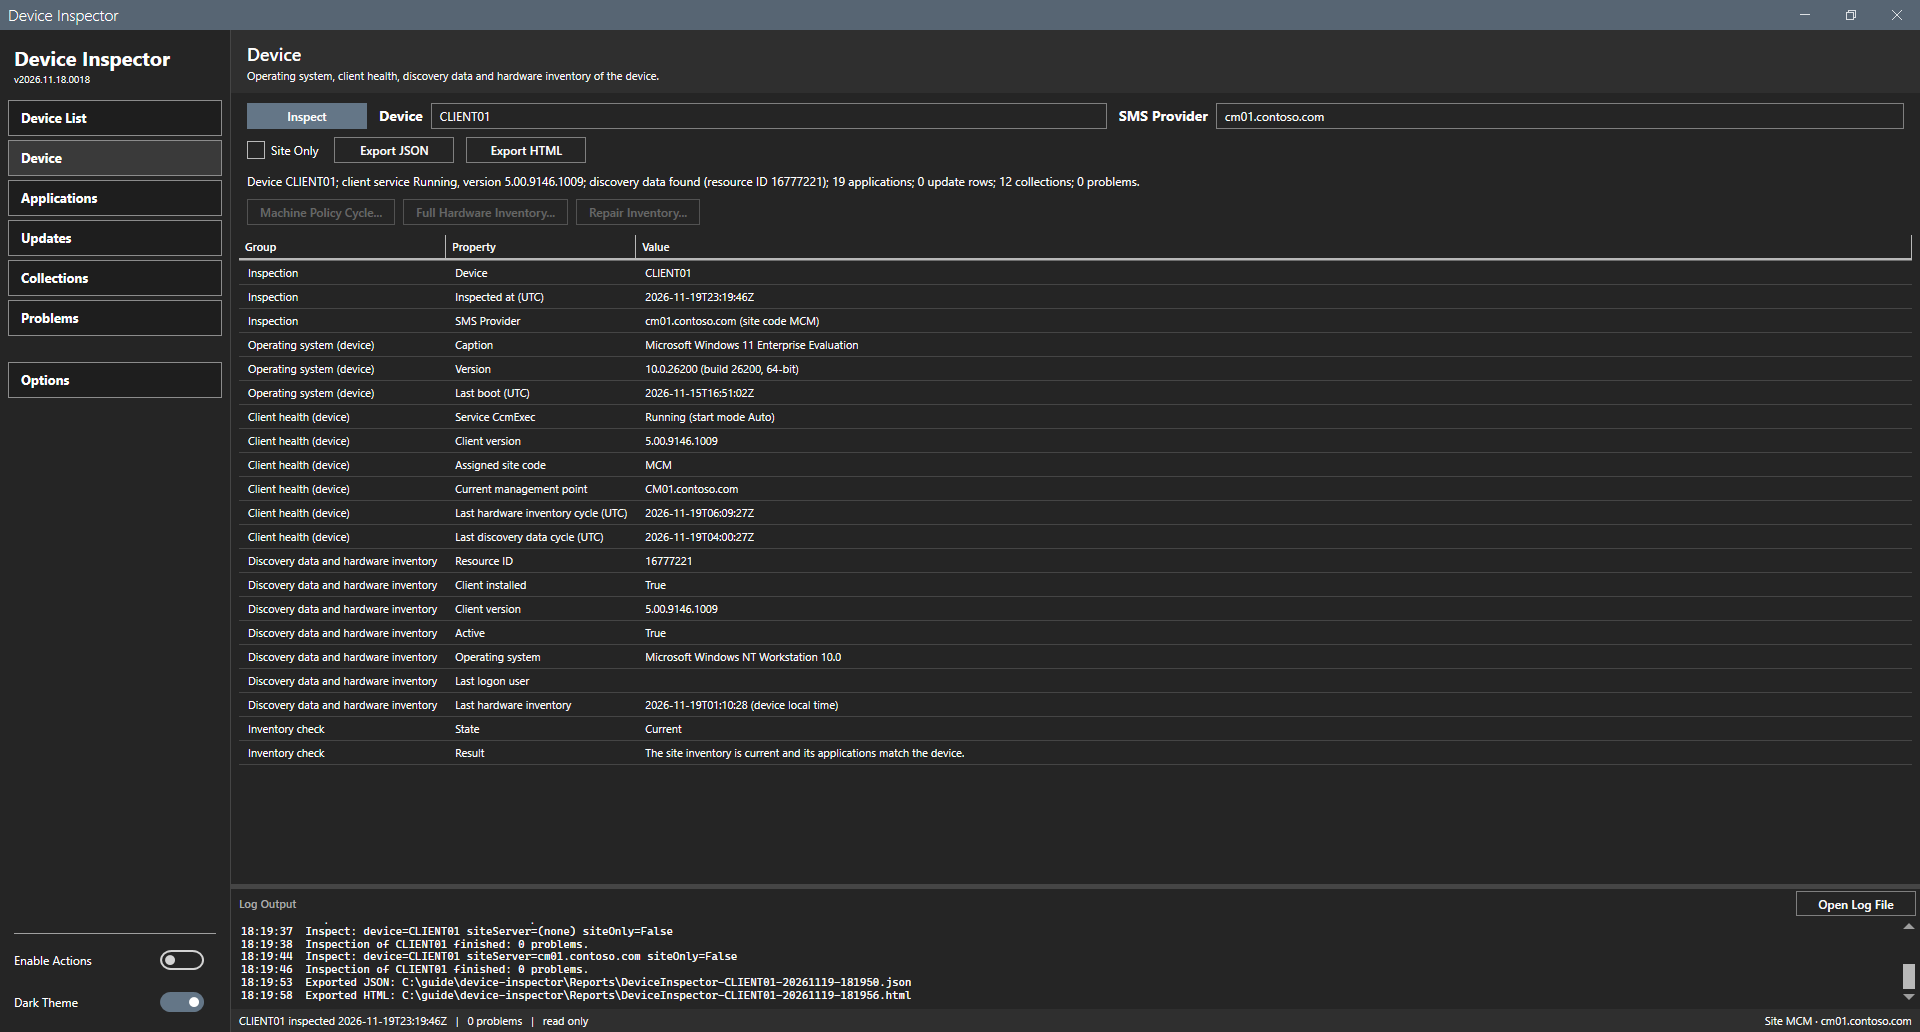 Device Inspector
Device Inspector
v2026.11.18.0018
Device List
Device
Applications
Updates
Collections
Problems
Options
Enable Actions
Dark Theme
Device
Operating system, client health, discovery data and hardware inventory of the device.
Inspect Device CLIENT01 SMS Provider cm01.contoso.com
Site Only Export JSON Export HTML
Device CLIENT01; client service Running, version 5.00.9146.1009; discovery data found (resource ID 16777221); 19 applications; 0 update rows; 12 collections; 0 problems.
Machine Policy Cycle... Full Hardware Inventory... Repair Inventory...
Group Property Value
Inspection Device CLIENT01
Inspection Inspected at (UTC) 2026-11-19T23:19:46Z
Inspection SMS Provider cm01.contoso.com (site code MCM)
Operating system (device) Caption Microsoft Windows 11 Enterprise Evaluation
Operating system (device) Version 10.0.26200 (build 26200, 64-bit)
Operating system (device) Last boot (UTC) 2026-11-15T16:51:02Z
Client health (device) Service CcmExec Running (start mode Auto)
Client health (device) Client version 5.00.9146.1009
Client health (device) Assigned site code MCM
Client health (device) Current management point CM01.contoso.com
Client health (device) Last hardware inventory cycle (UTC) 2026-11-19T06:09:27Z
Client health (device) Last discovery data cycle (UTC) 2026-11-19T04:00:27Z
Discovery data and hardware inventory Resource ID 16777221
Discovery data and hardware inventory Client installed True
Discovery data and hardware inventory Client version 5.00.9146.1009
Discovery data and hardware inventory Active True
Discovery data and hardware inventory Operating system Microsoft Windows NT Workstation 10.0
Discovery data and hardware inventory Last logon user
Discovery data and hardware inventory Last hardware inventory 2026-11-19T01:10:28 (device local time)
Inventory check State Current
Inventory check Result The site inventory is current and its applications match the device.
Log Output Open Log File
18:19:37 Inspect: device=CLIENT01 siteServer=(none) siteOnly=False
18:19:38 Inspection of CLIENT01 finished: 0 problems.
18:19:44 Inspect: device=CLIENT01 siteServer=cm01.contoso.com siteOnly=False
18:19:46 Inspection of CLIENT01 finished: 0 problems.
18:19:53 Exported JSON: C:\guide\device-inspector\Reports\DeviceInspector-CLIENT01-20261119-181950.json
18:19:58 Exported HTML: C:\guide\device-inspector\Reports\DeviceInspector-CLIENT01-20261119-181956.html
CLIENT01 inspected 2026-11-19T23:19:46Z | 0 problems | read only Site MCM · cm01.contoso.com